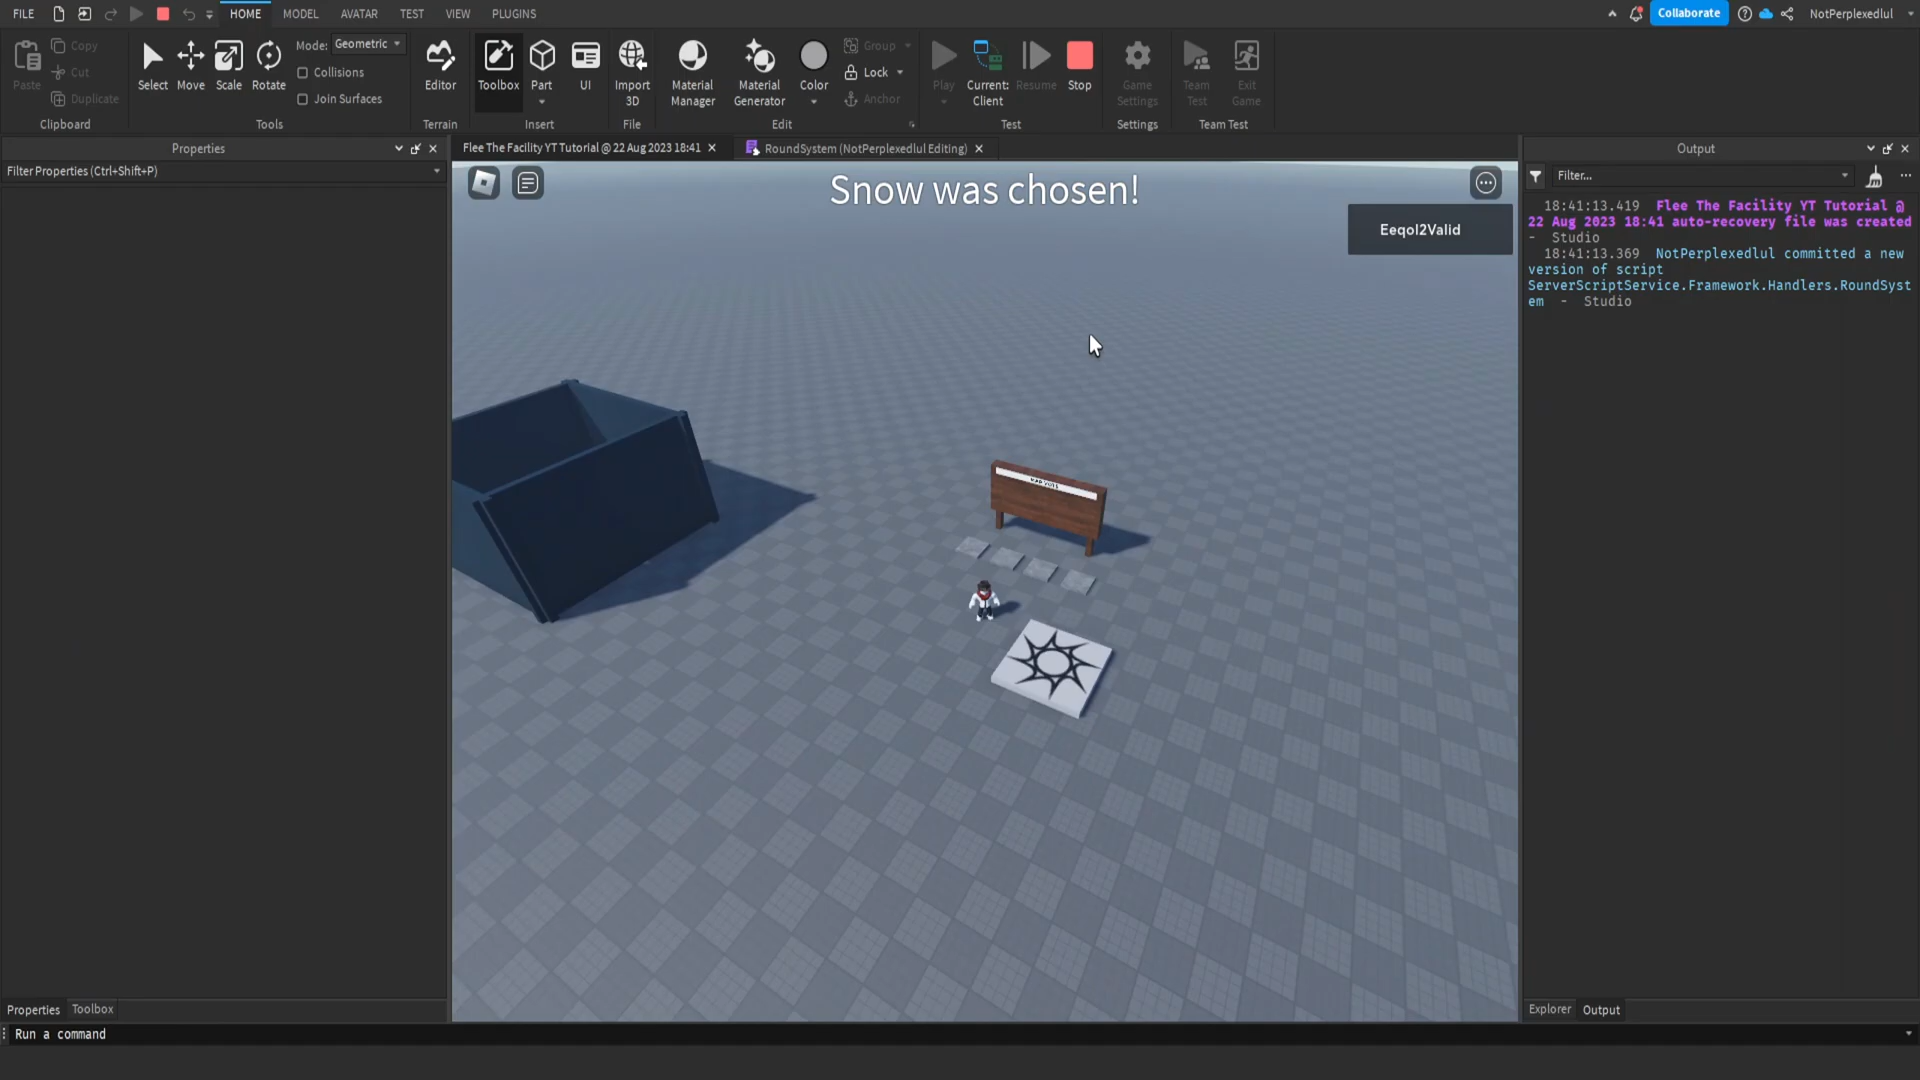 FILE HOME MODEL AVATAR TEST VIEW PLUGINS Collaborate NotPerplexedlul
Paste Copy Cut Duplicate
Clipboard
Select Move Scale Rotate Mode: Geometric
Collisions
Join Surfaces
Tools
Editor
Terrain
Toolbox Part UI
Insert
Import
3D
File
Material
Manager
Material
Generator
Color
Group
Lock
Anchor
Edit
Play Current:
Client
Resume Stop
Test
Game
Settings
Settings
Team
Test
Exit
Game
Team Test
Properties
Filter Properties (Ctrl+Shift+P)
Flee The Facility YT Tutorial @ 22 Aug 2023 18:41
RoundSystem (NotPerplexedlul Editing)
Snow was chosen!
Eeqol2Valid
MAP VOTE
Output
Filter...
18:41:13.419 Flee The Facility YT Tutorial @
22 Aug 2023 18:41 auto-recovery file was created
- Studio
18:41:13.369 NotPerplexedlul committed a new
version of script
ServerScriptService.Framework.Handlers.RoundSyst
em - Studio
Properties Toolbox
Explorer Output
Run a command